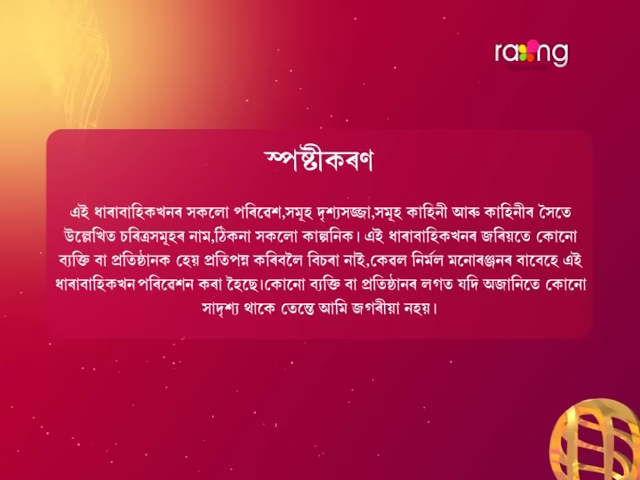 rang
স্পষ্টীকৰণ
এই ধাৰাবাহিকখনৰ সকলো পৰিৱেশ,সমূহ দৃশ্যসজ্জা,সমূহ কাহিনী আৰু কাহিনীৰ সৈতে
উল্লেখিত চৰিত্ৰসমূহৰ নাম,ঠিকনা সকলো কাল্পনিক। এই ধাৰাবাহিকখনৰ জৰিয়তে কোনো
ব্যক্তি বা প্ৰতিষ্ঠানক হেয় প্ৰতিপন্ন কৰিবলৈ বিচৰা নাই,কেৱল নিৰ্মল মনোৰঞ্জনৰ বাবেহে এই
ধাৰাবাহিকখন পৰিৱেশন কৰা হৈছে।কোনো ব্যক্তি বা প্ৰতিষ্ঠানৰ লগত যদি অজানিতে কোনো
সাদৃশ্য থাকে তেন্তে আমি জগৰীয়া নহয়।